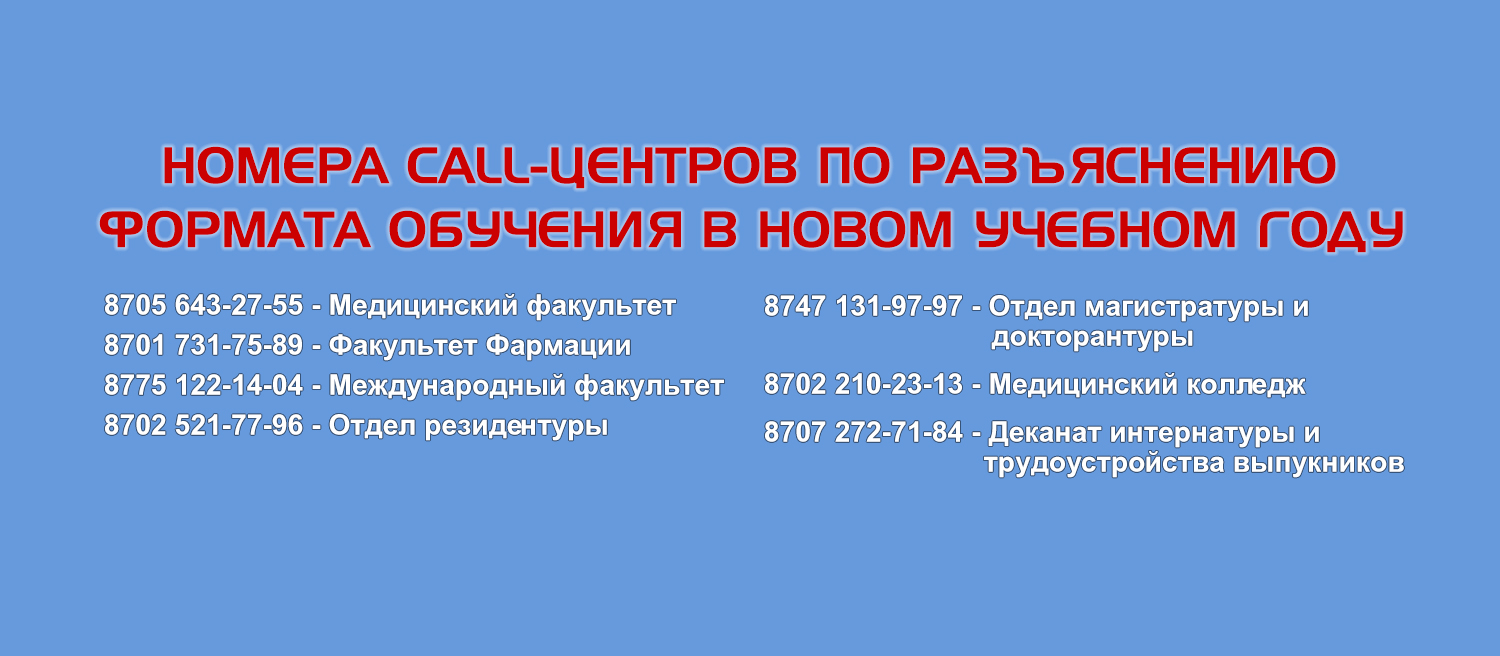 НОМЕРА CALL-ЦЕНТРОВ ПО РАЗЪЯСНЕНИЮ
ФОРМАТА ОБУЧЕНИЯ В НОВОМ УЧЕБНОМ ГОДУ
8705 643-27-55 - Медицинский факультет
8701 731-75-89 - Факультет Фармации
8775 122-14-04 - Международный факультет
8702 521-77-96 - Отдел резидентуры
8747 131-97-97 - Отдел магистратуры и
докторантуры
8702 210-23-13 - Медицинский колледж
8707 272-71-84 - Деканат интернатуры и
трудоустройства выпукников